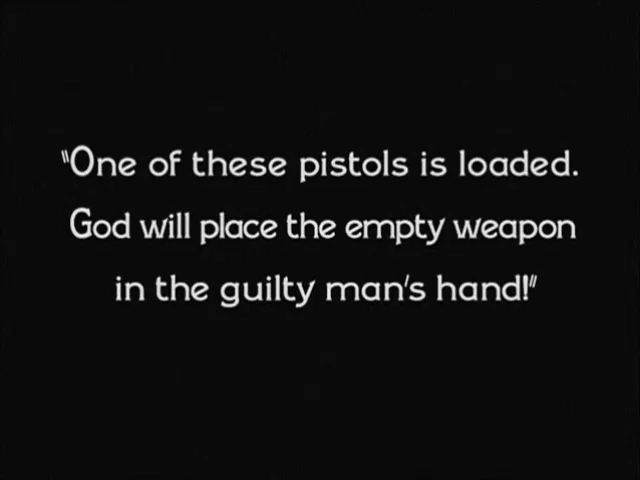 "One of these pistols is loaded.
God will place the empty weapon
in the guilty man's hand!"